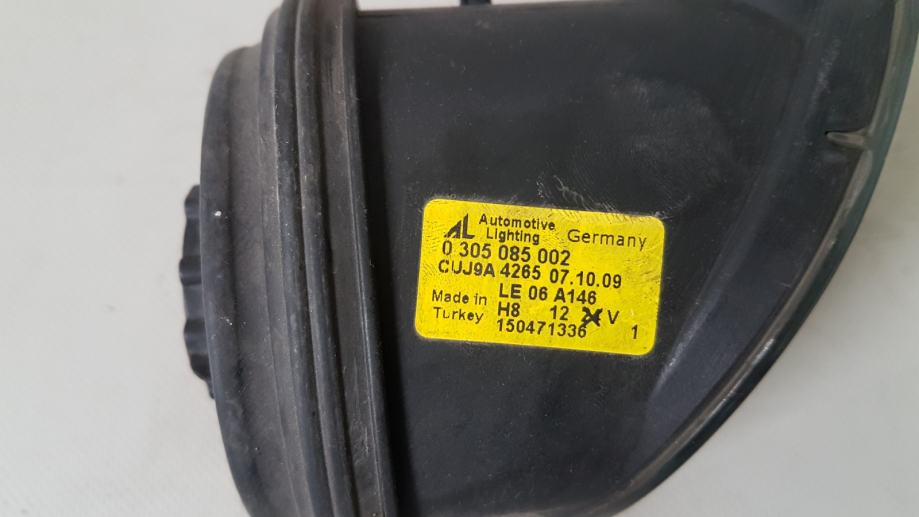 AL Automotive Lighting Germany
0 305 085 002
CUJ9A 4265 07.10.09
LE 06 A146
Made in Turkey
H8 12 V
150471336 1